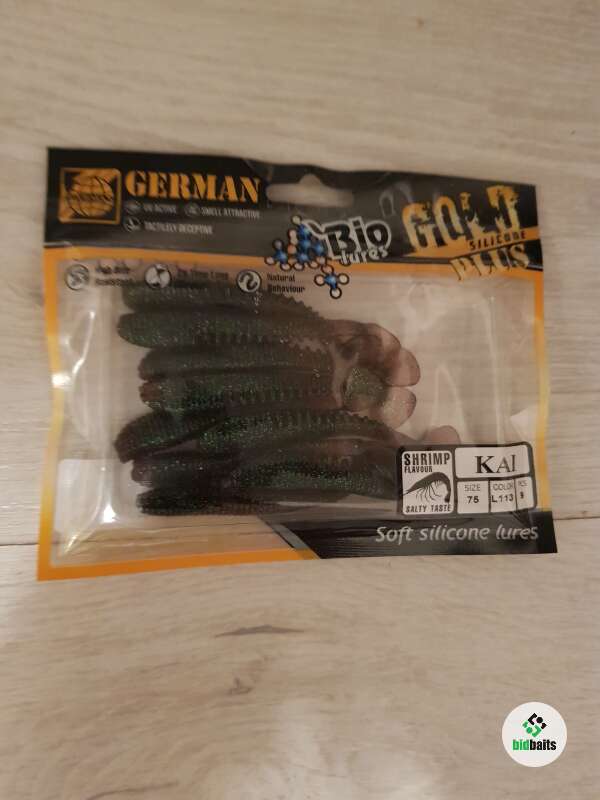 GERMAN
UV ACTIVE SMELL ATTRACTIVE
TACTILELY DECEPTIVE
Bio
lures
GOLD
SILICONE
PLUS
Natural
Behaviour
SHRIMP
FLAVOUR
SALTY TASTE
KAI
SIZE
75
COLOR
L.113
PCS
9
Soft silicone lures
bidbaits